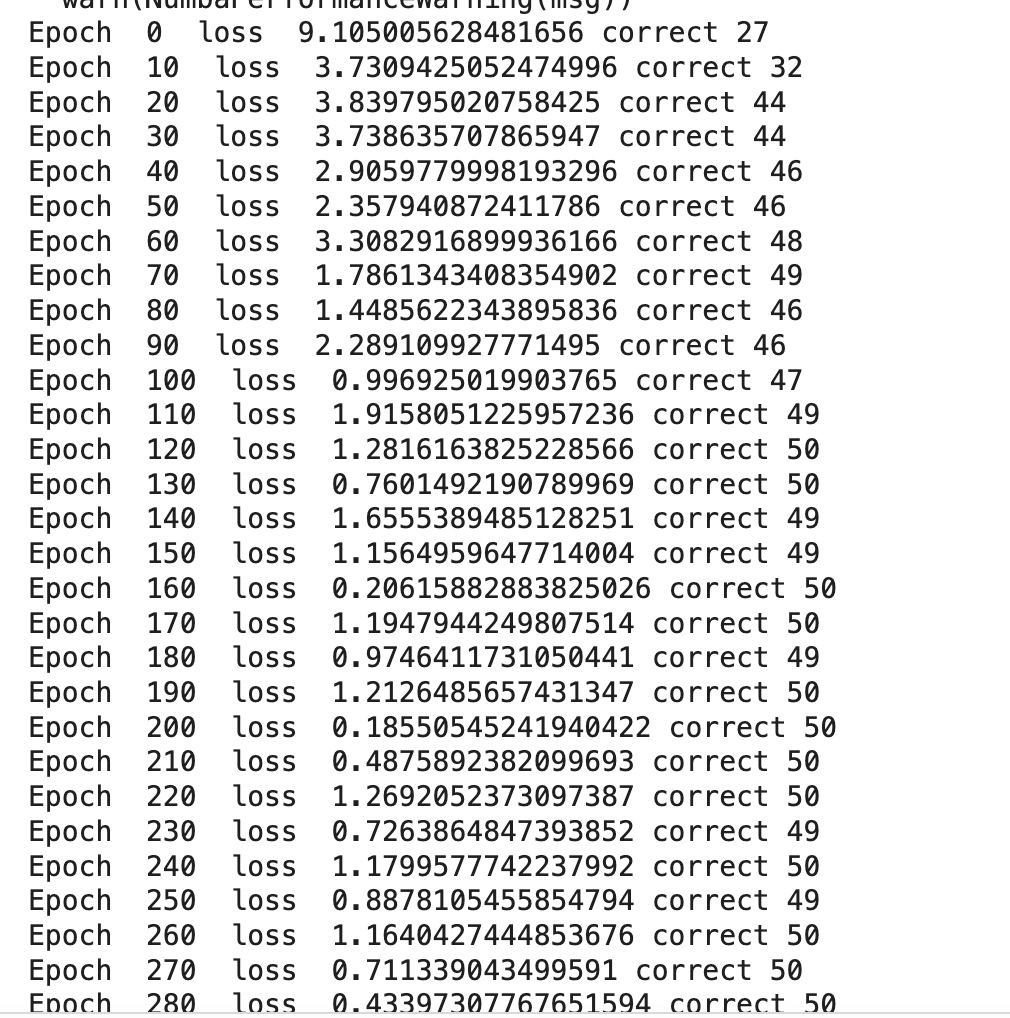 warn(NumbaPerformanceWarning(msg))
Epoch  0  loss  9.105005628481656 correct 27
Epoch  10  loss  3.7309425052474996 correct 32
Epoch  20  loss  3.839795020758425 correct 44
Epoch  30  loss  3.738635707865947 correct 44
Epoch  40  loss  2.9059779998193296 correct 46
Epoch  50  loss  2.357940872411786 correct 46
Epoch  60  loss  3.3082916899936166 correct 48
Epoch  70  loss  1.7861343408354902 correct 49
Epoch  80  loss  1.4485622343895836 correct 46
Epoch  90  loss  2.289109927771495 correct 46
Epoch  100  loss  0.996925019903765 correct 47
Epoch  110  loss  1.9158051225957236 correct 49
Epoch  120  loss  1.2816163825228566 correct 50
Epoch  130  loss  0.7601492190789969 correct 50
Epoch  140  loss  1.6555389485128251 correct 49
Epoch  150  loss  1.1564959647714004 correct 49
Epoch  160  loss  0.20615882883825026 correct 50
Epoch  170  loss  1.1947944249807514 correct 50
Epoch  180  loss  0.9746411731050441 correct 49
Epoch  190  loss  1.2126485657431347 correct 50
Epoch  200  loss  0.18550545241940422 correct 50
Epoch  210  loss  0.4875892382099693 correct 50
Epoch  220  loss  1.2692052373097387 correct 50
Epoch  230  loss  0.7263864847393852 correct 49
Epoch  240  loss  1.1799577742237992 correct 50
Epoch  250  loss  0.8878105455854794 correct 49
Epoch  260  loss  1.1640427444853676 correct 50
Epoch  270  loss  0.711339043499591 correct 50
Epoch  280  loss  0.43397307767651594 correct 50